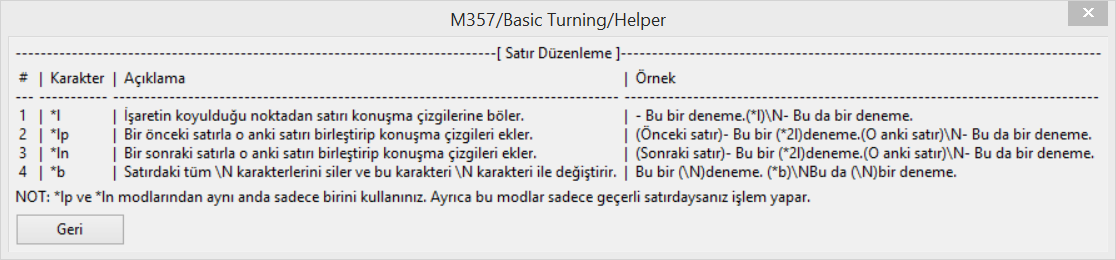 M357/Basic Turning/Helper
------------------------------------------------------------------------------[ Satır Düzenleme ]------------------------------------------------------------------------------
# | Karakter | Açıklama | Örnek
--- ----------- ----------------------------------------------------------------------------------- ---------------------------------------------------------------------------
1 | *l | İşaretin koyulduğu noktadan satırı konuşma çizgilerine böler. | - Bu bir deneme.(*l)\N- Bu da bir deneme.
2 | *lp | Bir önceki satırla o anki satırı birleştirip konuşma çizgileri ekler. | (Önceki satır)- Bu bir (*2l)deneme.(O anki satır)\N- Bu da bir deneme.
3 | *ln | Bir sonraki satırla o anki satırı birleştirip konuşma çizgileri ekler. | (Sonraki satır)- Bu bir (*2l)deneme.(O anki satır)\N- Bu da bir deneme.
4 | *b | Satırdaki tüm \N karakterlerini siler ve bu karakteri \N karakteri ile değiştirir. | Bu bir (\N)deneme. (*b)\NBu da (\N)bir deneme.
NOT: *lp ve *ln modlarından aynı anda sadece birini kullanınız. Ayrıca bu modlar sadece geçerli satırdaysanız işlem yapar.
Geri